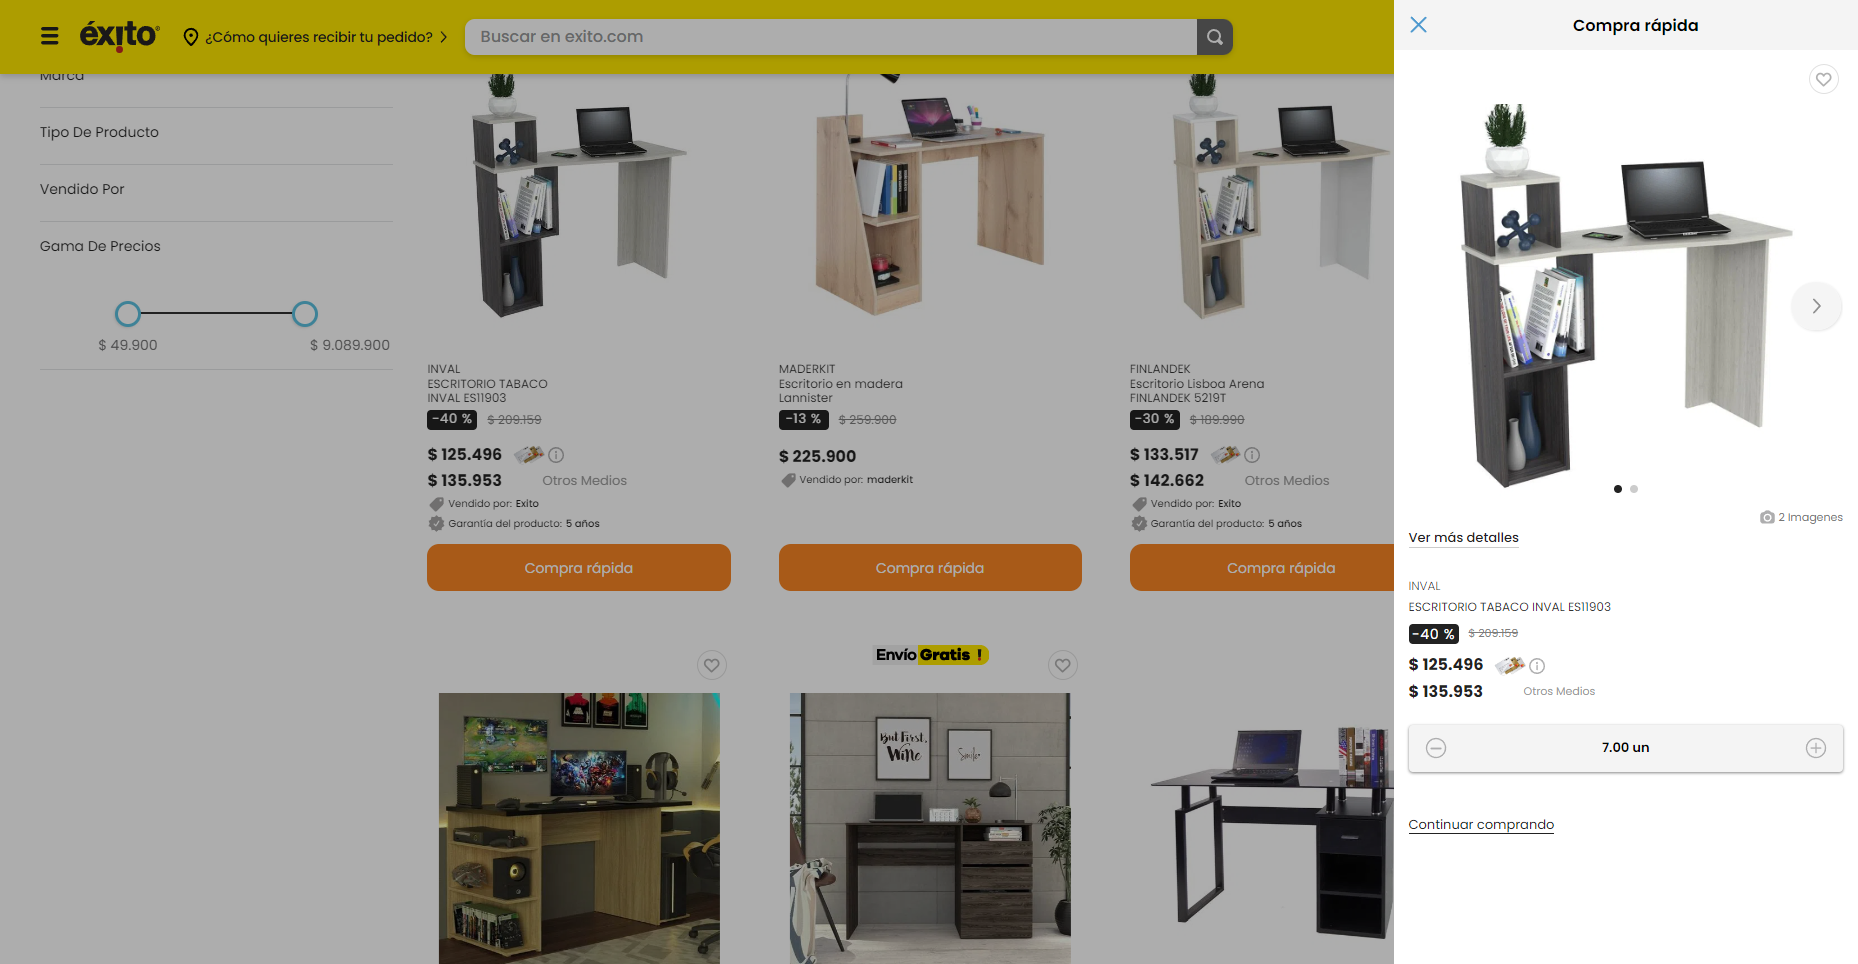 éxito
¿Cómo quieres recibir tu pedido?
Buscar en exito.com
Compra rápida
Marca
Tipo De Producto
Vendido Por
Gama De Precios
$ 49.900
$ 9.089.900
INVAL
ESCRITORIO TABACO
INVAL ES11903
-40 % $ 209.159
$ 125.496
$ 135.953 Otros Medios
Vendido por: Exito
Garantía del producto: 5 años
Compra rápida
MADERKIT
Escritorio en madera
Lannister
-13 % $ 259.900
$ 225.900
Vendido por: maderkit
Compra rápida
FINLANDEK
Escritorio Lisboa Arena
FINLANDEK 5219T
-30 % $ 189.990
$ 133.517
$ 142.662 Otros Medios
Vendido por: Exito
Garantía del producto: 5 años
Compra rápida
Envío Gratis !
But First,
Wine
Smile
2 Imagenes
Ver más detalles
INVAL
ESCRITORIO TABACO INVAL ES11903
-40 % $ 209.159
$ 125.496
$ 135.953 Otros Medios
7.00 un
Continuar comprando